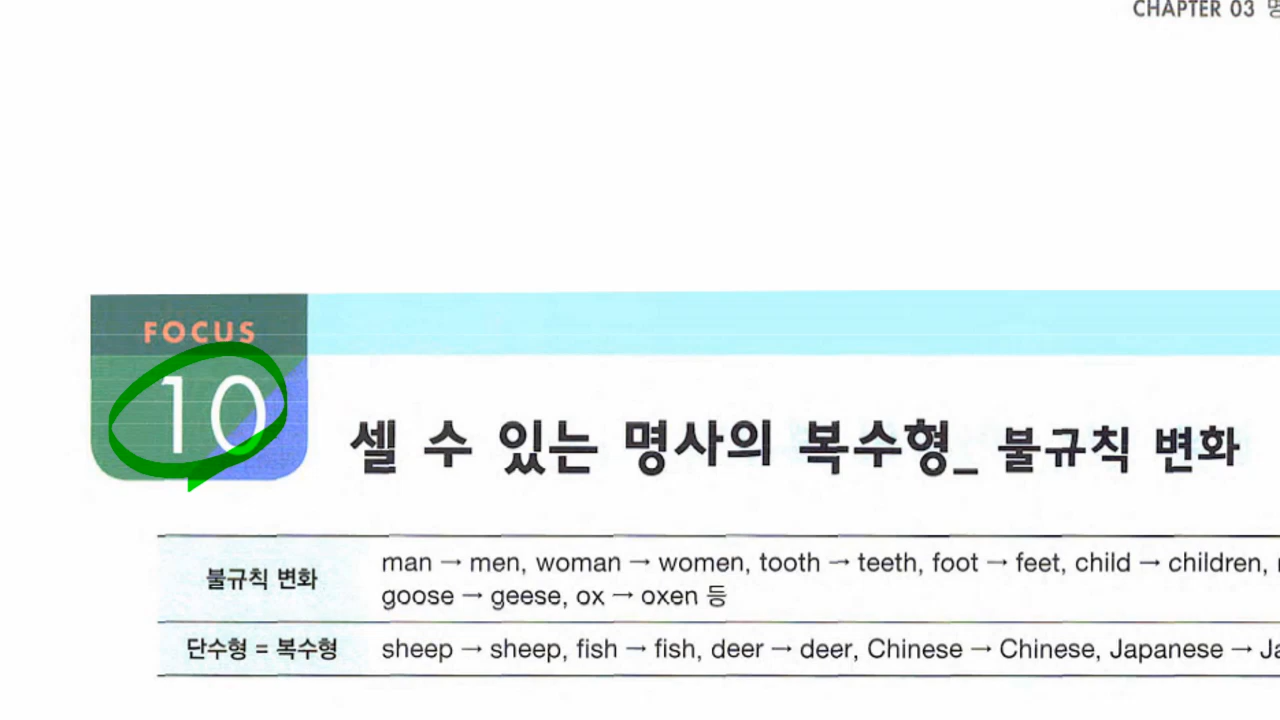 CHAPTER 03
FOCUS
10
셀 수 있는 명사의 복수형_ 불규칙 변화
불규칙 변화
man → men, woman → women, tooth → teeth, foot → feet, child → children,
goose → geese, ox → oxen 등
단수형 = 복수형
sheep → sheep, fish → fish, deer → deer, Chinese → Chinese, Japanese →